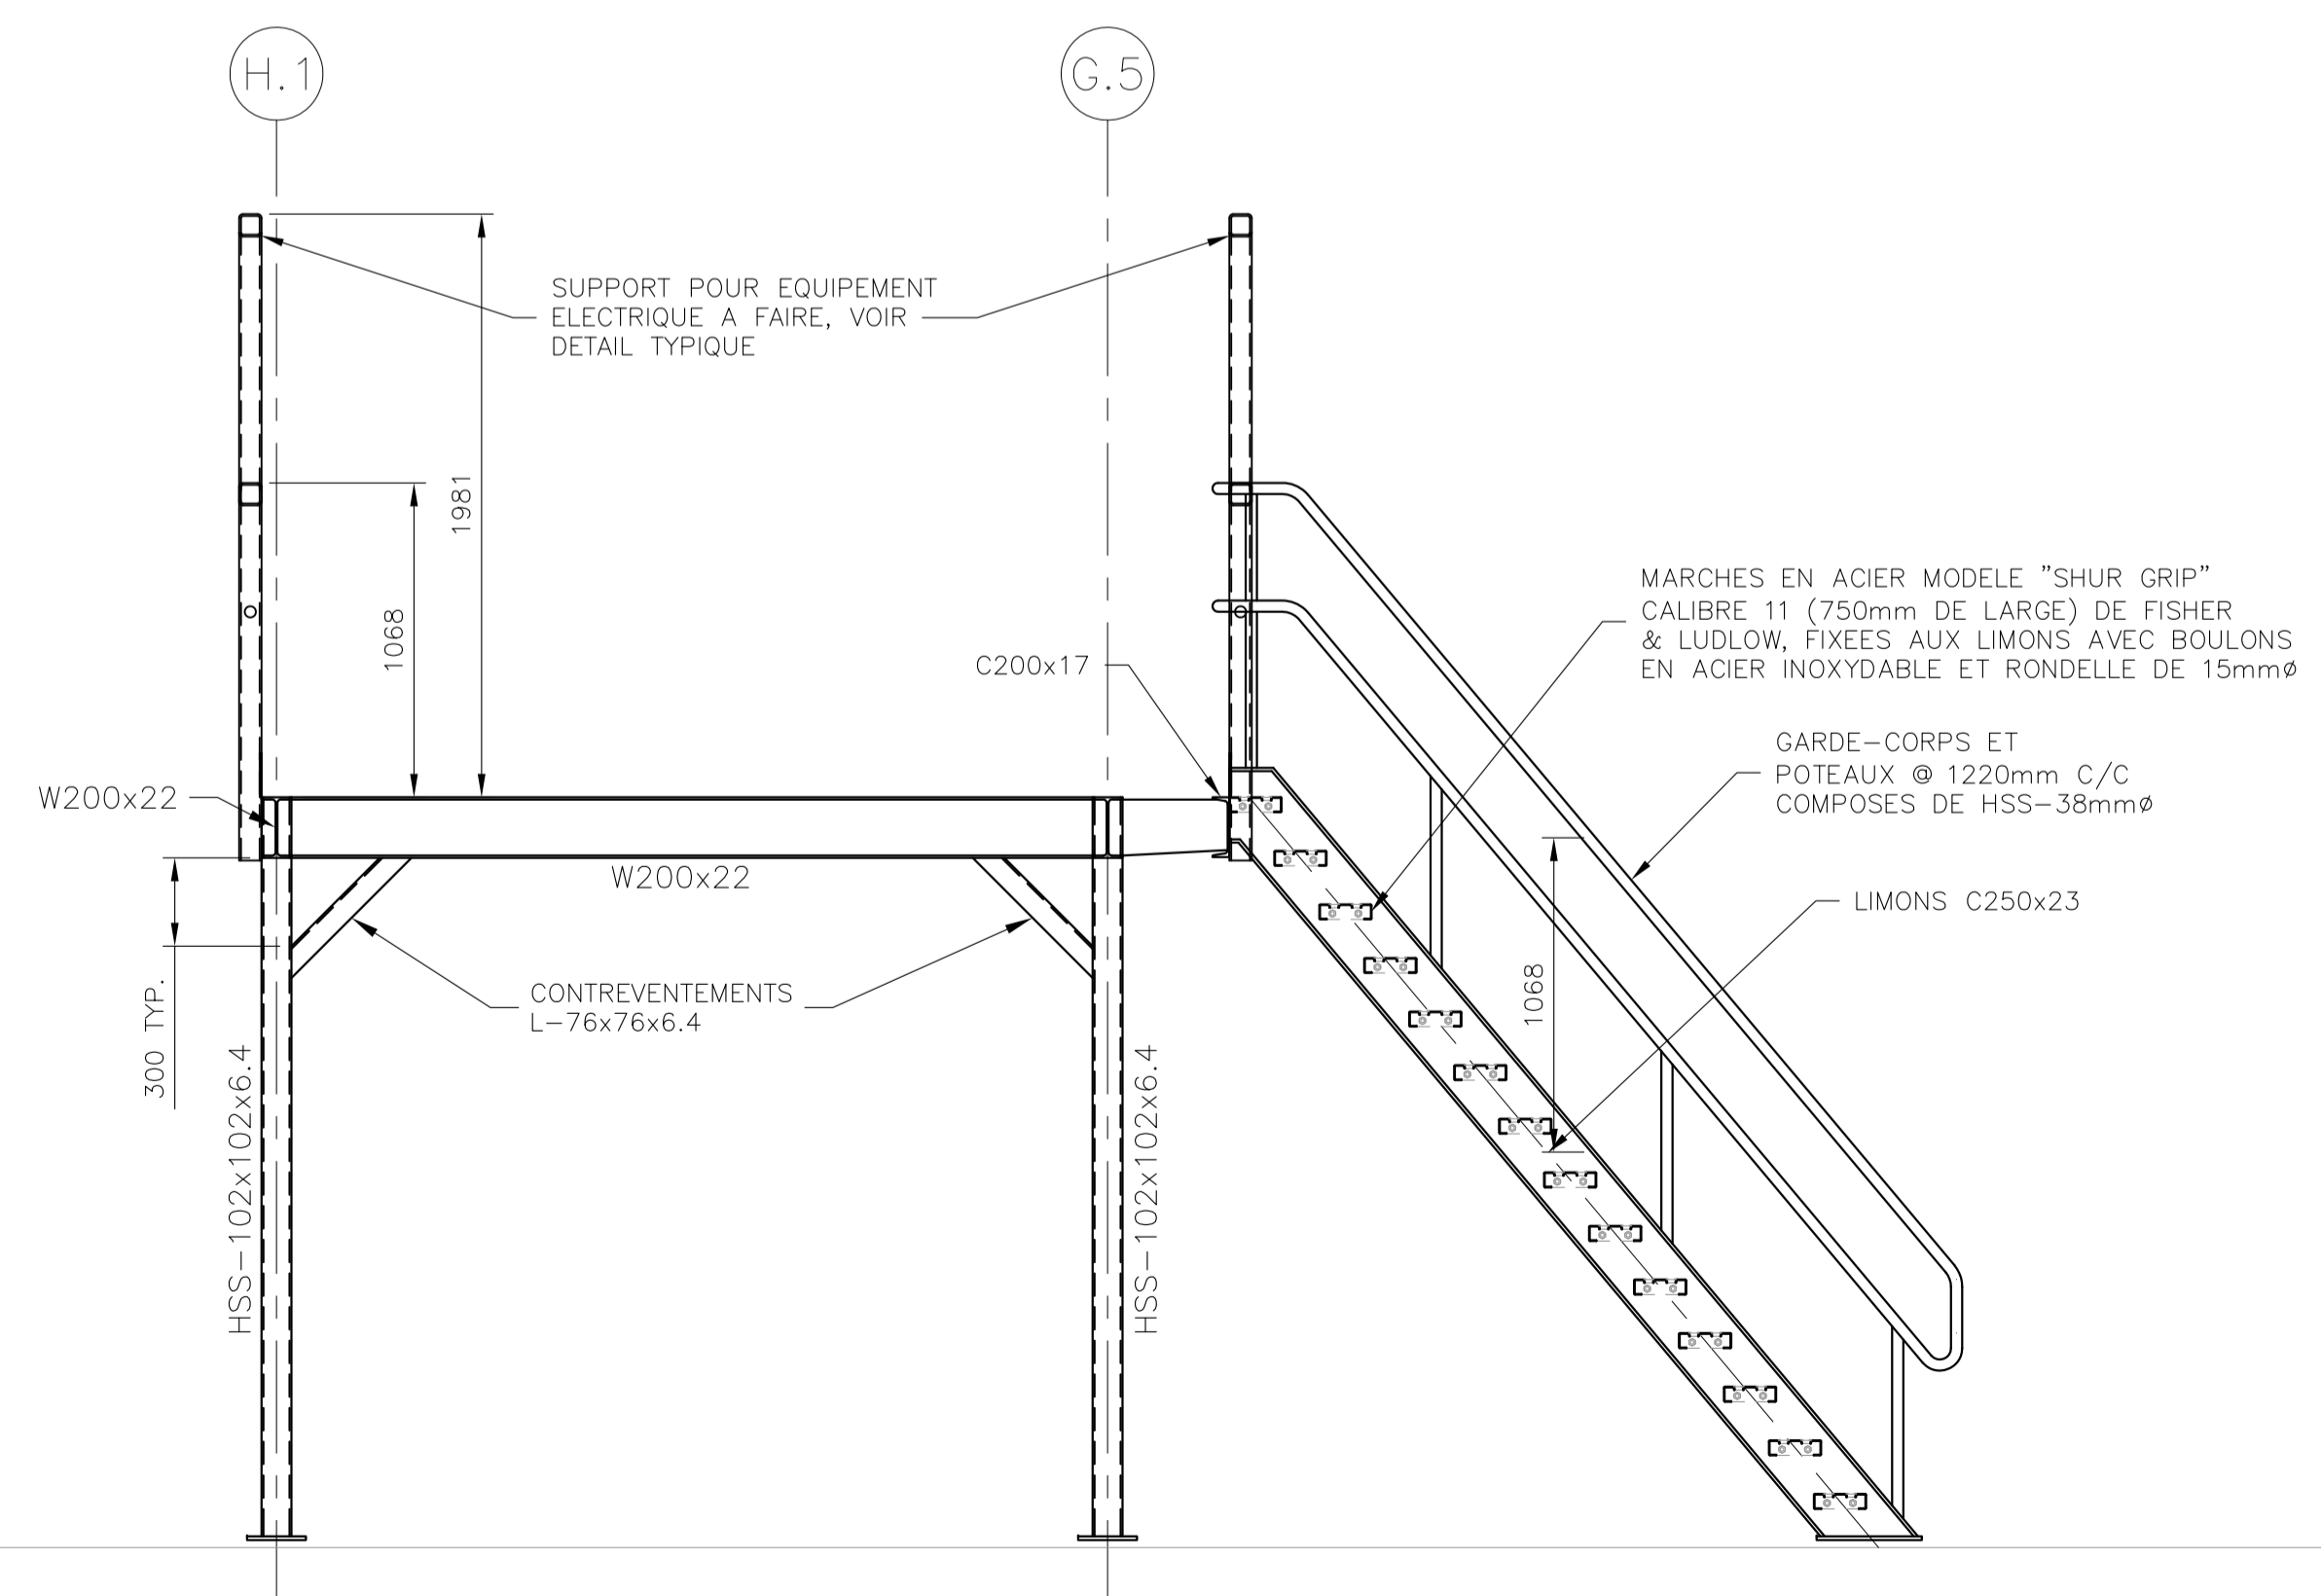 H.1
G.5
SUPPORT POUR EQUIPEMENT
ELECTRIQUE A FAIRE, VOIR
DETAIL TYPIQUE
1981
1068
MARCHES EN ACIER MODELE "SHUR GRIP"
CALIBRE 11 (750mm DE LARGE) DE FISHER
& LUDLOW, FIXEES AUX LIMONS AVEC BOULONS
EN ACIER INOXYDABLE ET RONDELLE DE 15mmø
C200x17
GARDE-CORPS ET
POTEAUX @ 1220mm C/C
COMPOSES DE HSS-38mmø
W200x22
W200x22
LIMONS C250x23
CONTREVENTEMENTS
L-76x76x6.4
1068
300 TYP.
HSS-102x102x6.4
HSS-102x102x6.4